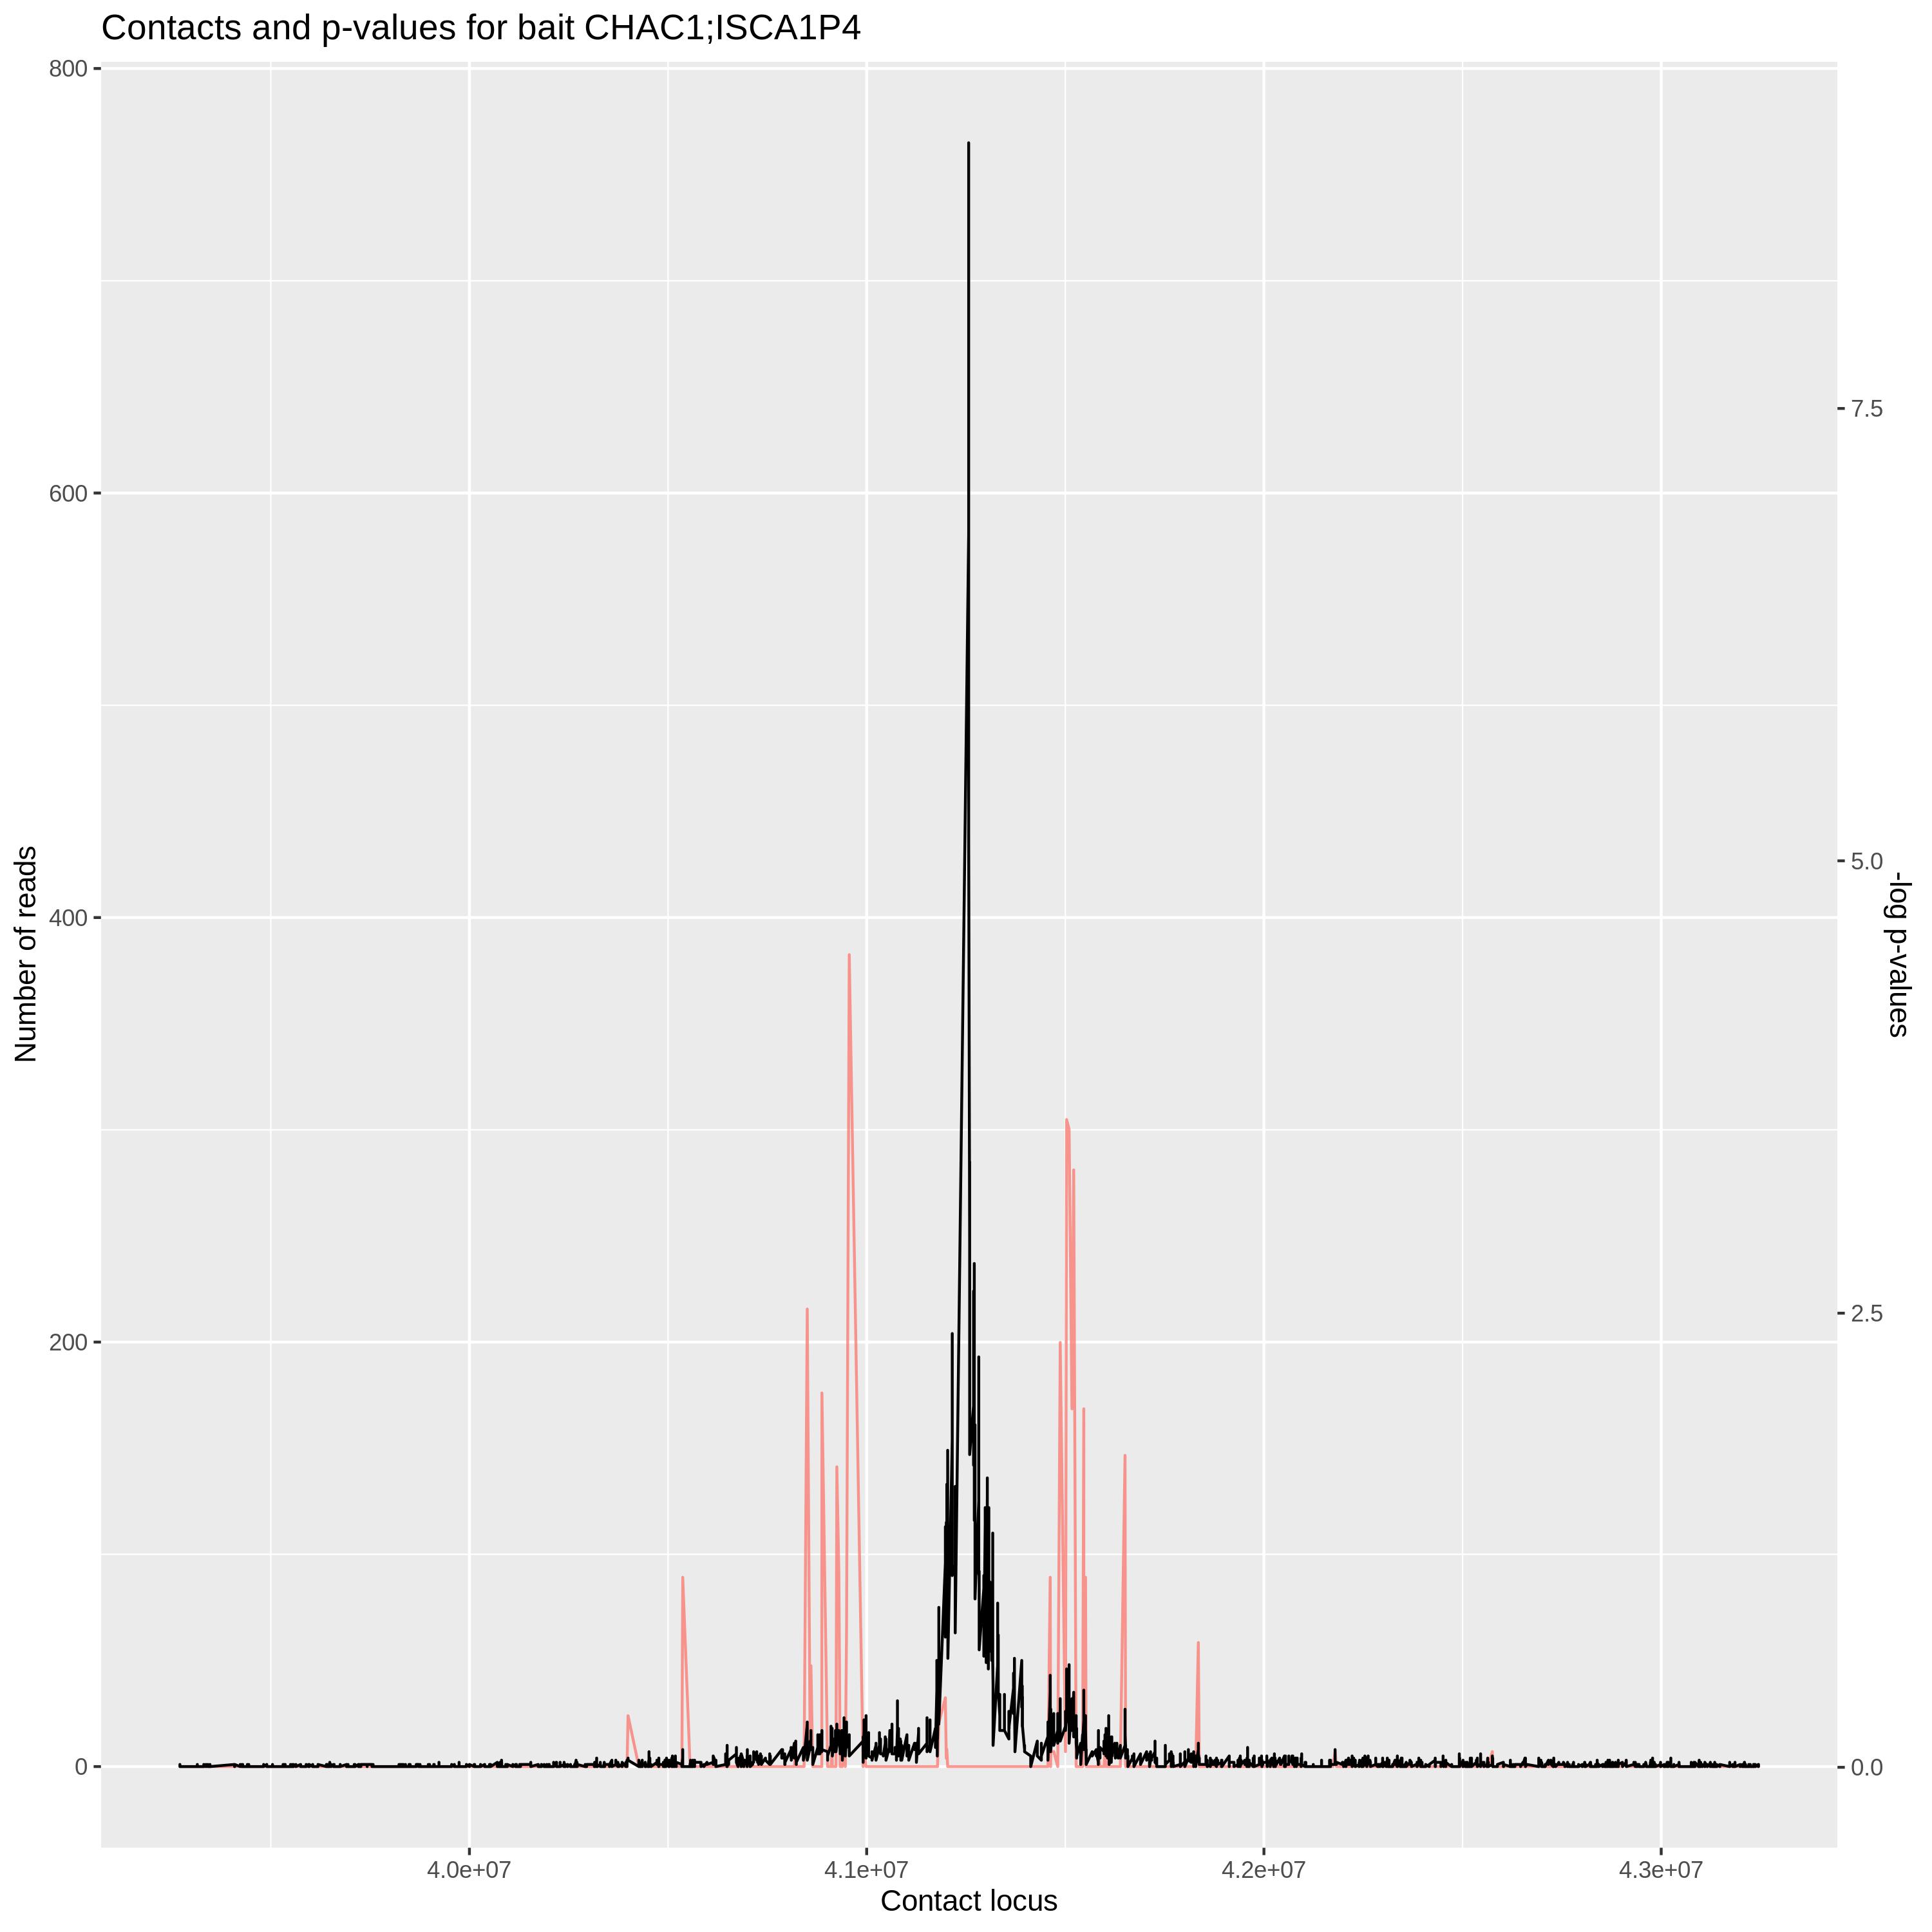 Contacts and p-values for bait CHAC1;ISCA1P4
800
600
400
200
0
Number of reads
7.5
5.0
2.5
0.0
-log p-values
4.0e+07
4.1e+07
4.2e+07
4.3e+07
Contact locus